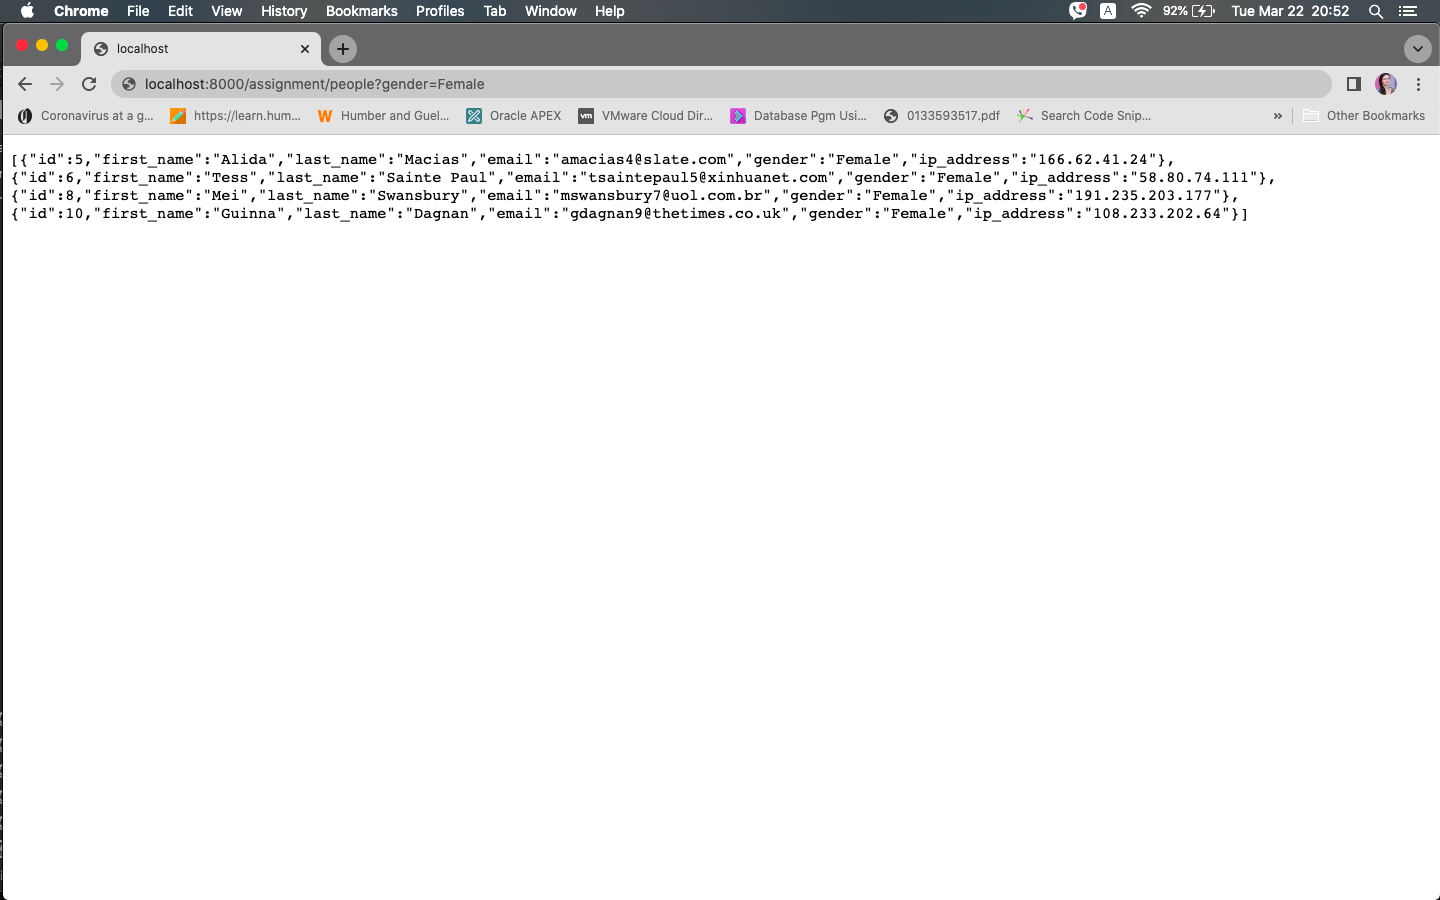 Chrome File Edit View History Bookmarks Profiles Tab Window Help A 92% Tue Mar 22 20:52
localhost
localhost:8000/assignment/people?gender=Female
Coronavirus at a g... https://learn.hum... Humber and Guel... Oracle APEX vm VMware Cloud Dir... Database Pgm Usi... 0133593517.pdf Search Code Snip... » Other Bookmarks
[{"id":5,"first_name":"Alida","last_name":"Macias","email":"amacias4@slate.com","gender":"Female","ip_address":"166.62.41.24"},
{"id":6,"first_name":"Tess","last_name":"Sainte Paul","email":"tsaintepaul5@xinhuanet.com","gender":"Female","ip_address":"58.80.74.111"},
{"id":8,"first_name":"Mei","last_name":"Swansbury","email":"mswansbury7@uol.com.br","gender":"Female","ip_address":"191.235.203.177"},
{"id":10,"first_name":"Guinna","last_name":"Dagnan","email":"gdagnan9@thetimes.co.uk","gender":"Female","ip_address":"108.233.202.64"}]